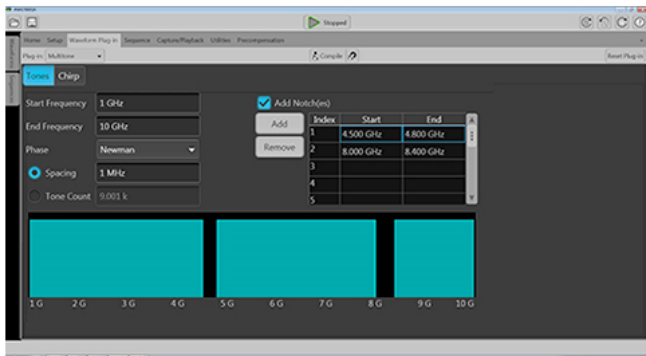 Stopped
Home Setup Waveform Plug-in Sequence Capture/Playback Utilities Precompensation
Plug-in: Multitone Compile Reset Plug-in
Tones Chirp
Start Frequency 1 GHz
End Frequency 10 GHz
Phase Newman
Spacing 1 MHz
Tone Count 9.001 k
Add Notch(es)
Add
Remove
Index Start End
1 4.500 GHz 4.800 GHz
2 8.000 GHz 8.400 GHz
3
4
5
1 G 2 G 3 G 4 G 5 G 6 G 7 G 8 G 9 G 10 G